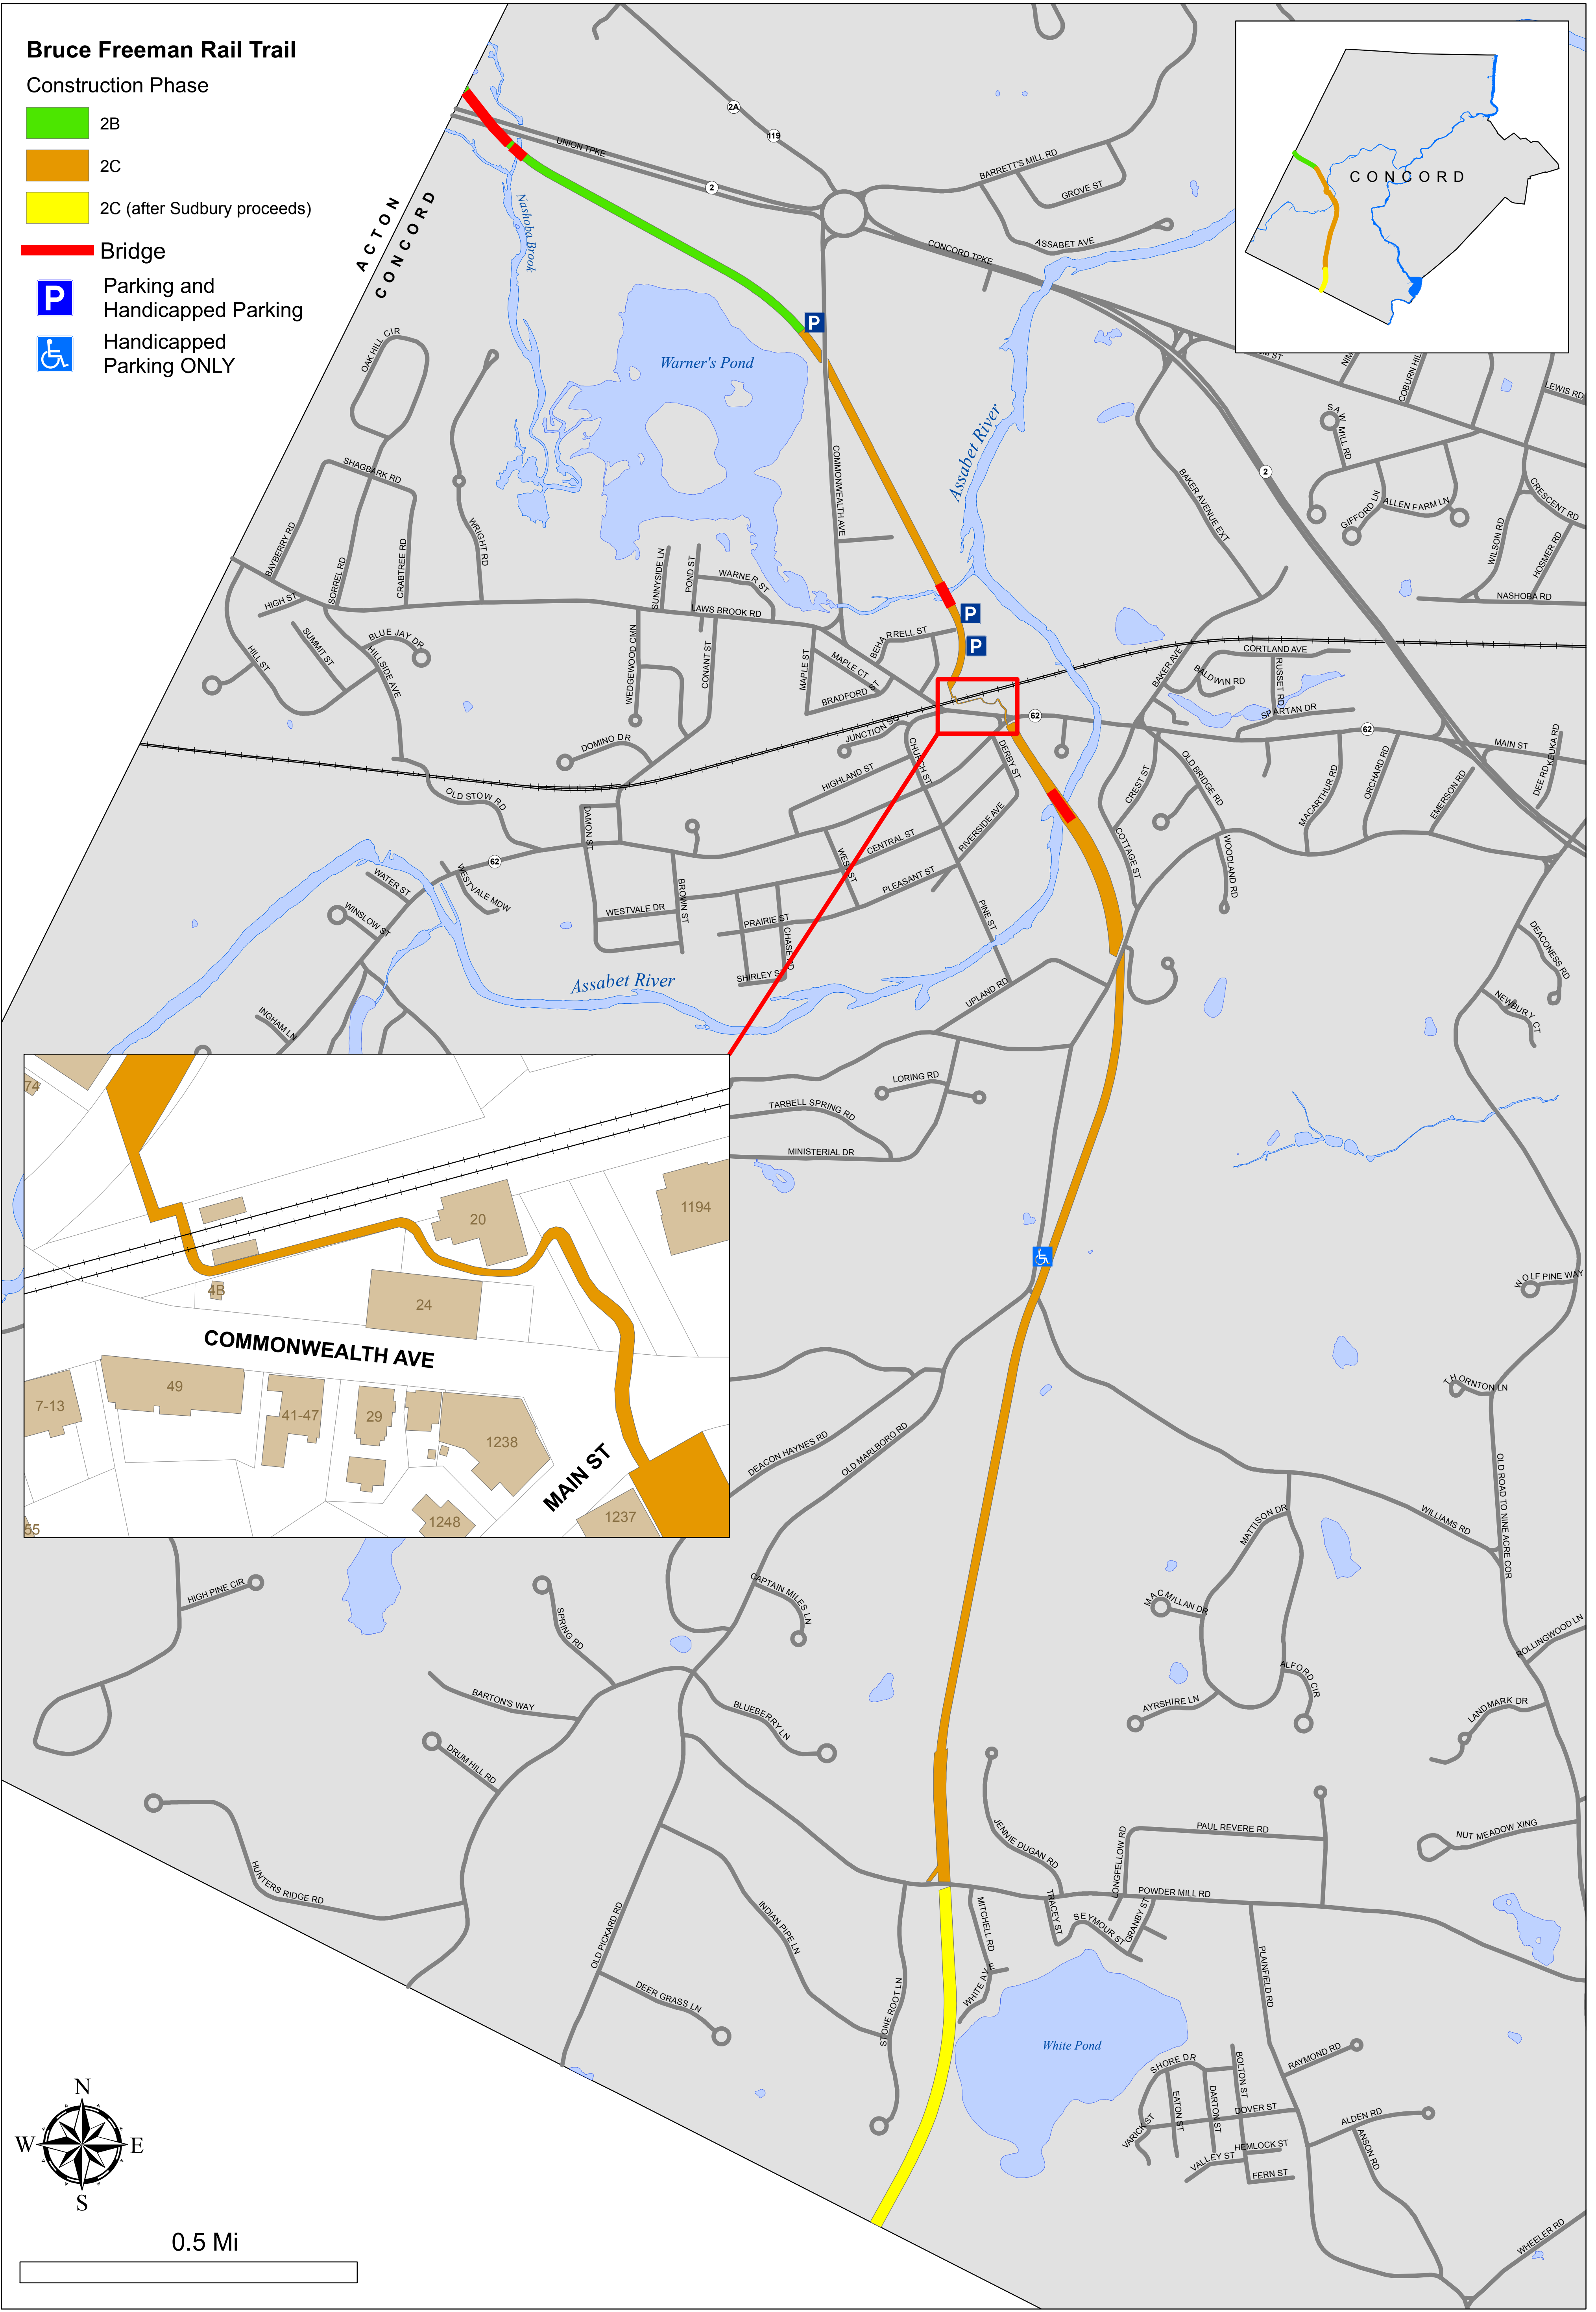 Bruce Freeman Rail Trail
Construction Phase
2B
2C
2C (after Sudbury proceeds)
Bridge
P
Parking and
Handicapped Parking
Handicapped
Parking ONLY
ACTON
CONCORD
CONCORD
2A
119
UNION TPKE
2
BARRETT'S MILL RD
GROVE ST
ASSABET AVE
CONCORD TPKE
Nashoba Brook
P
Warner's Pond
OAK HILL CIR
COBURN HIL
LEWIS RD
SAW MILL RD
Assabet River
2
COMMONWEALTH AVE
BAKER AVENUE EXT
SHAGBARK RD
GIFFORD LN
ALLEN FARM LN
CRESCENT RD
WILSON RD
HOSMER RD
NASHOBA RD
BAYBERRY RD
SORREL RD
CRABTREE RD
WRIGHT RD
SUNNYSIDE LN
POND ST
WARNER ST
LAWS BROOK RD
HIGH ST
SUMMIT ST
BLUE JAY DR
HILLSIDE AVE
HILL ST
WEDGEWOOD CMN
CONANT ST
MAPLE ST
MAPLE CT
BEHARRELL ST
BRADFORD ST
P
P
BAKER AVE
CORTLAND AVE
BALDWIN RD
RUSSET RD
SPARTAN DR
62
62
MAIN ST
KEUKA RD
DEE RD
JUNCTION SQ
DOMINO DR
CHURCH ST
HIGHLAND ST
DERBY ST
OLD STOW RD
DAMON ST
CREST ST
OLD BRIDGE RD
MACARTHUR RD
ORCHARD RD
EMERSON RD
COTTAGE ST
WOODLAND RD
RIVERSIDE AVE
CENTRAL ST
WEST ST
PLEASANT ST
62
WATER ST
WESTVALE MDW
WINSLOW ST
BROWN ST
WESTVALE DR
PRAIRIE ST
CHASE RD
SHIRLEY ST
PINE ST
UPLAND RD
Assabet River
INGHAM LN
DEACONESS RD
NEWBURY CT
LORING RD
TARBELL SPRING RD
MINISTERIAL DR
74
20
1194
4B
24
COMMONWEALTH AVE
49
7-13
41-47
29
1238
MAIN ST
1248
1237
55
WOLF PINE WAY
THORNTON LN
DEACON HAYNES RD
OLD MARLBORO RD
OLD ROAD TO NINE ACRE COR
WILLIAMS RD
MATTISON DR
MACMILLAN DR
HIGH PINE CIR
SPRING RD
CAPTAIN MILES LN
ROLLINGWOOD LN
ALFORD CIR
AYRSHIRE LN
LANDMARK DR
BARTON'S WAY
BLUEBERRY LN
DRUM HILL RD
JENNIE DUGAN RD
LONGFELLOW RD
PAUL REVERE RD
NUT MEADOW XING
HUNTERS RIDGE RD
POWDER MILL RD
OLD PICKARD RD
INDIAN PIPE LN
MITCHELL RD
TRACEY ST
SEYMOUR ST
GRANBY ST
PLAINFIELD RD
DEER GRASS LN
STONE ROOT LN
WHITE AVE
White Pond
SHORE DR
BOLTON ST
RAYMOND RD
EATON ST
DARTON ST
DOVER ST
VARICK ST
HEMLOCK ST
VALLEY ST
FERN ST
ALDEN RD
ANSON RD
WHEELER RD
N
W
E
S
0.5 Mi